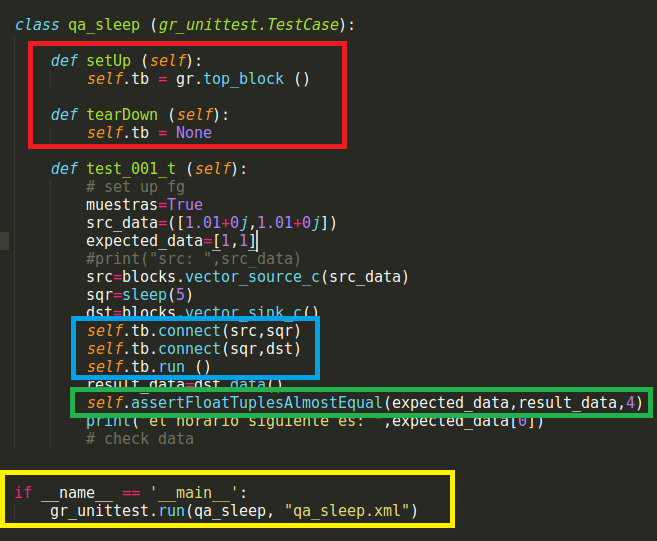 class qa_sleep (gr_unittest.TestCase):
def setUp (self):
self.tb = gr.top_block ()
def tearDown (self):
self.tb = None
def test_001_t (self):
# set up fg
muestras=True
src_data=([1.01+0j,1.01+0j])
expected_data=[1,1]
#print("src: ",src_data)
src=blocks.vector_source_c(src_data)
sqr=sleep(5)
dst=blocks.vector_sink_c()
self.tb.connect(src,sqr)
self.tb.connect(sqr,dst)
self.tb.run ()
result_data=dst.data()
self.assertFloatTuplesAlmostEqual(expected_data,result_data,4)
print("el horario siguiente es: ",expected_data[0])
# check data
if __name__ == '__main__':
gr_unittest.run(qa_sleep, "qa_sleep.xml")